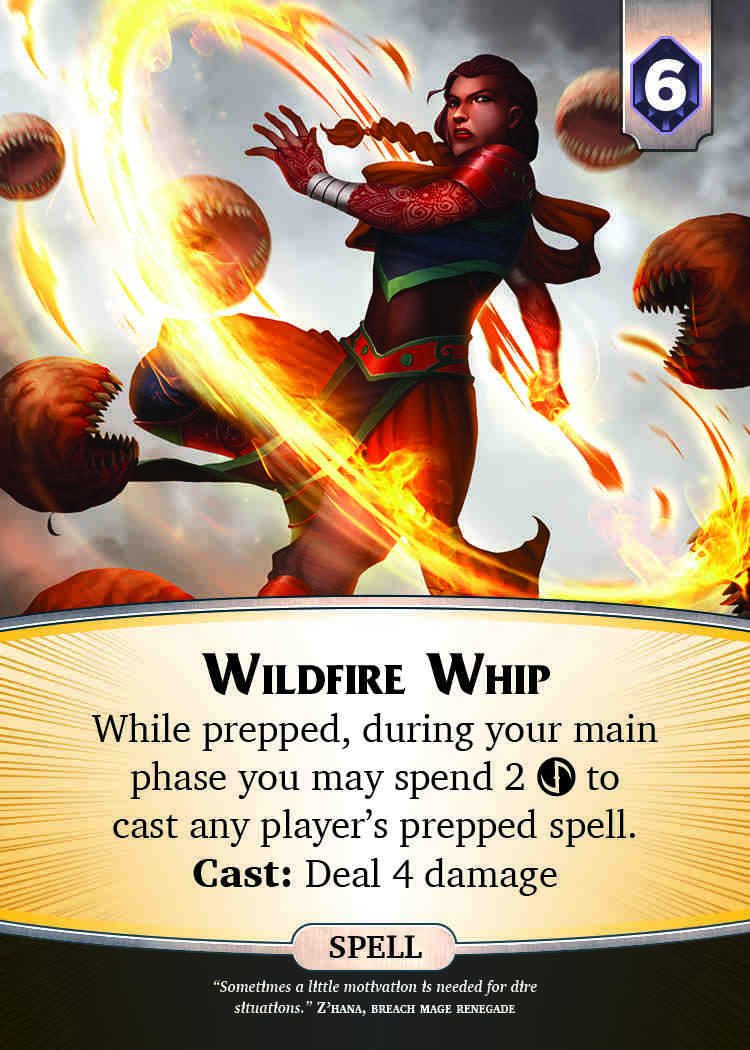 6
Wildfire Whip
While prepped, during your main
phase you may spend 2 to
cast any player's prepped spell.
Cast: Deal 4 damage
SPELL
“Sometimes a little motivation is needed for dire
situations.” Z'hana, breach mage renegade